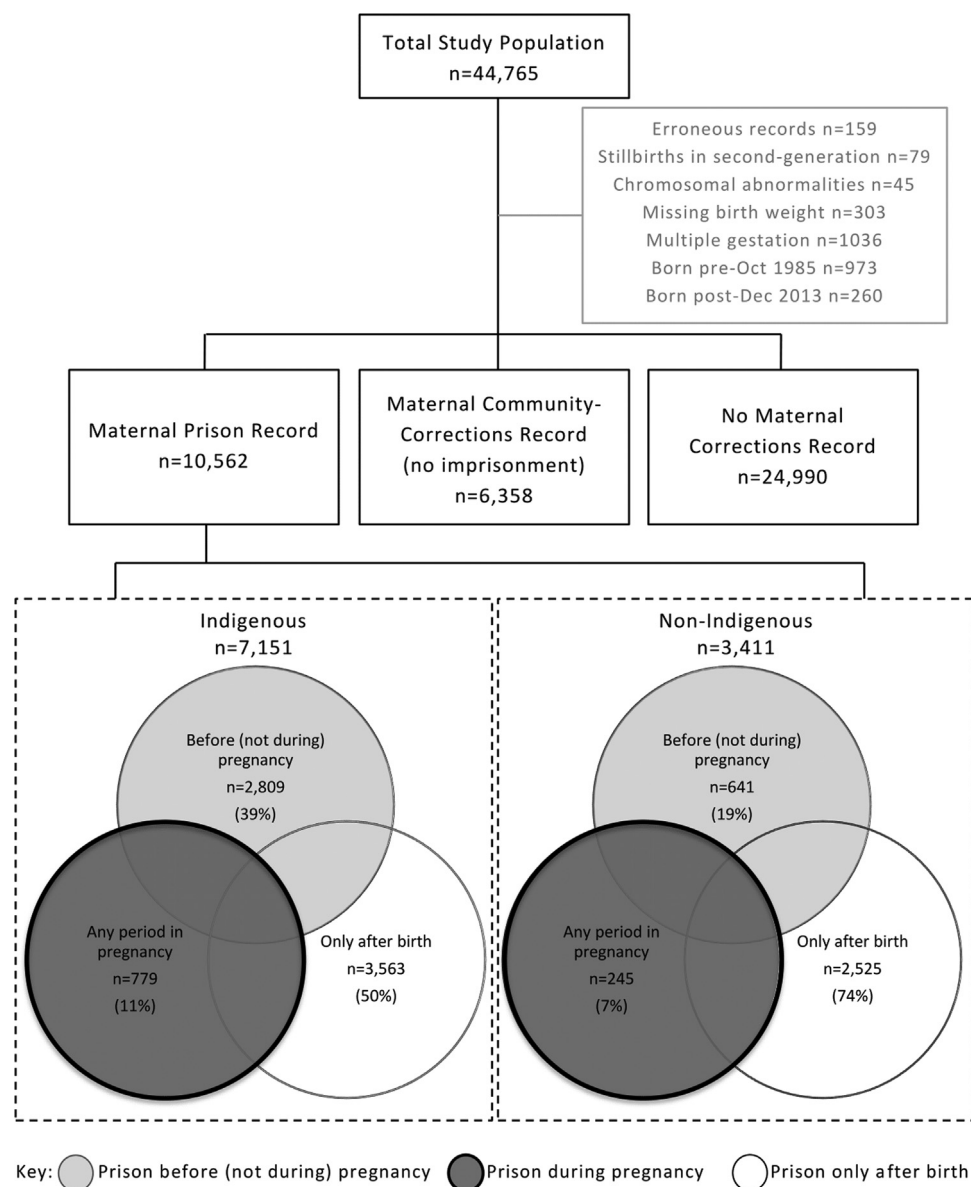 Total Study Population
n=44,765
Erroneous records n=159
Stillbirths in second-generation n=79
Chromosomal abnormalities n=45
Missing birth weight n=303
Multiple gestation n=1036
Born pre-Oct 1985 n=973
Born post-Dec 2013 n=260
Maternal Prison Record
n=10,562
Maternal Community-
Corrections Record
(no imprisonment)
n=6,358
No Maternal
Corrections Record
n=24,990
Indigenous
n=7,151
Before (not during)
pregnancy
n=2,809
(39%)
Any period in
pregnancy
n=779
(11%)
Only after birth
n=3,563
(50%)
Non-Indigenous
n=3,411
Before (not during)
pregnancy
n=641
(19%)
Any period in
pregnancy
n=245
(7%)
Only after birth
n=2,525
(74%)
Key: Prison before (not during) pregnancy Prison during pregnancy Prison only after birth